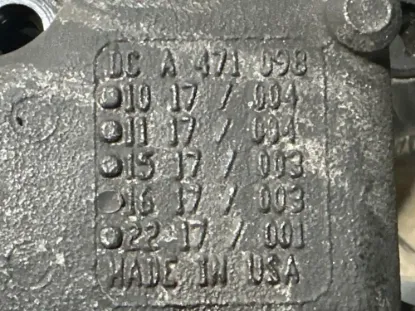 DC A 471 098
10 17 / 004
11 17 / 004
15 17 / 003
16 17 / 003
22 17 / 001
MADE IN USA